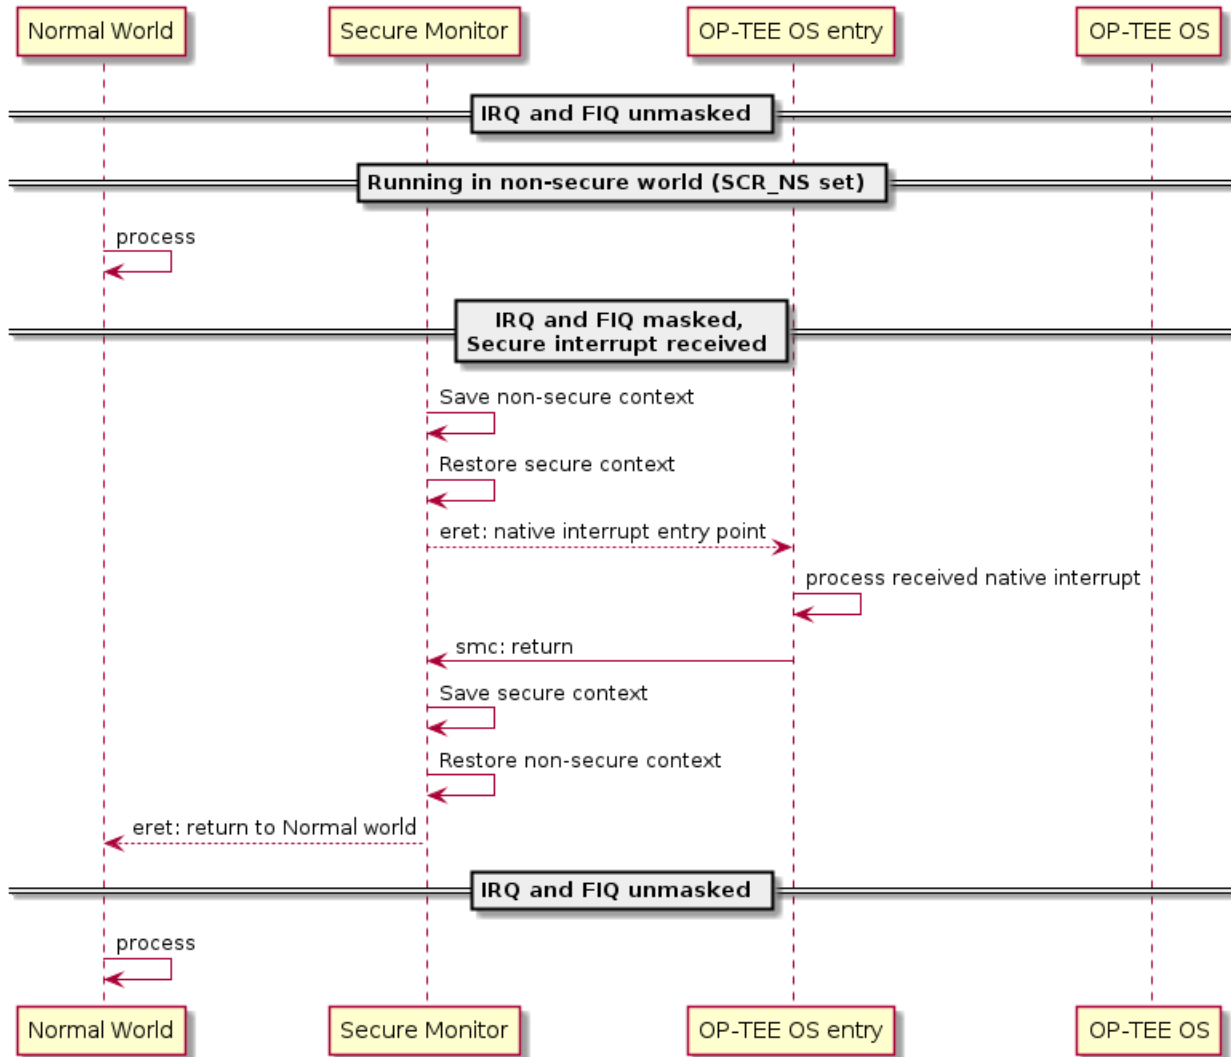 Normal World
Secure Monitor
OP-TEE OS entry
OP-TEE OS
IRQ and FIQ unmasked
Running in non-secure world (SCR_NS set)
process
IRQ and FIQ masked,
Secure interrupt received
Save non-secure context
Restore secure context
eret: native interrupt entry point
process received native interrupt
smc: return
Save secure context
Restore non-secure context
eret: return to Normal world
IRQ and FIQ unmasked
process
Normal World
Secure Monitor
OP-TEE OS entry
OP-TEE OS